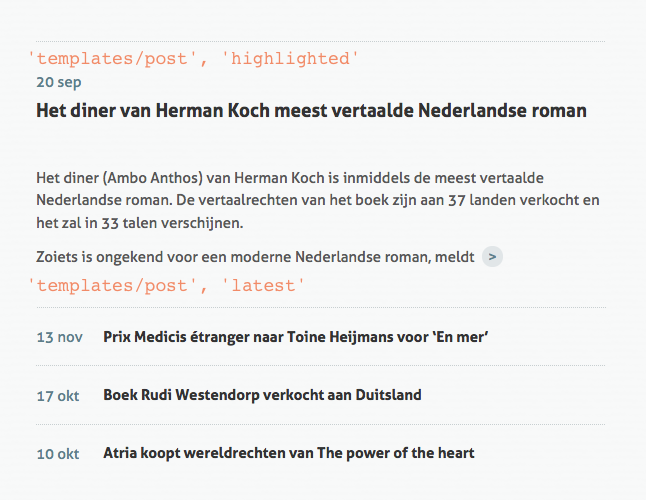 'templates/post', 'highlighted'
20 sep
Het diner van Herman Koch meest vertaalde Nederlandse roman
Het diner (Ambo Anthos) van Herman Koch is inmiddels de meest vertaalde
Nederlandse roman. De vertaalrechten van het boek zijn aan 37 landen verkocht en
het zal in 33 talen verschijnen.
Zoiets is ongekend voor een moderne Nederlandse roman, meldt >
'templates/post', 'latest'
13 nov Prix Medicis étranger naar Toine Heijmans voor ‘En mer’
17 okt Boek Rudi Westendorp verkocht aan Duitsland
10 okt Atria koopt wereldrechten van The power of the heart